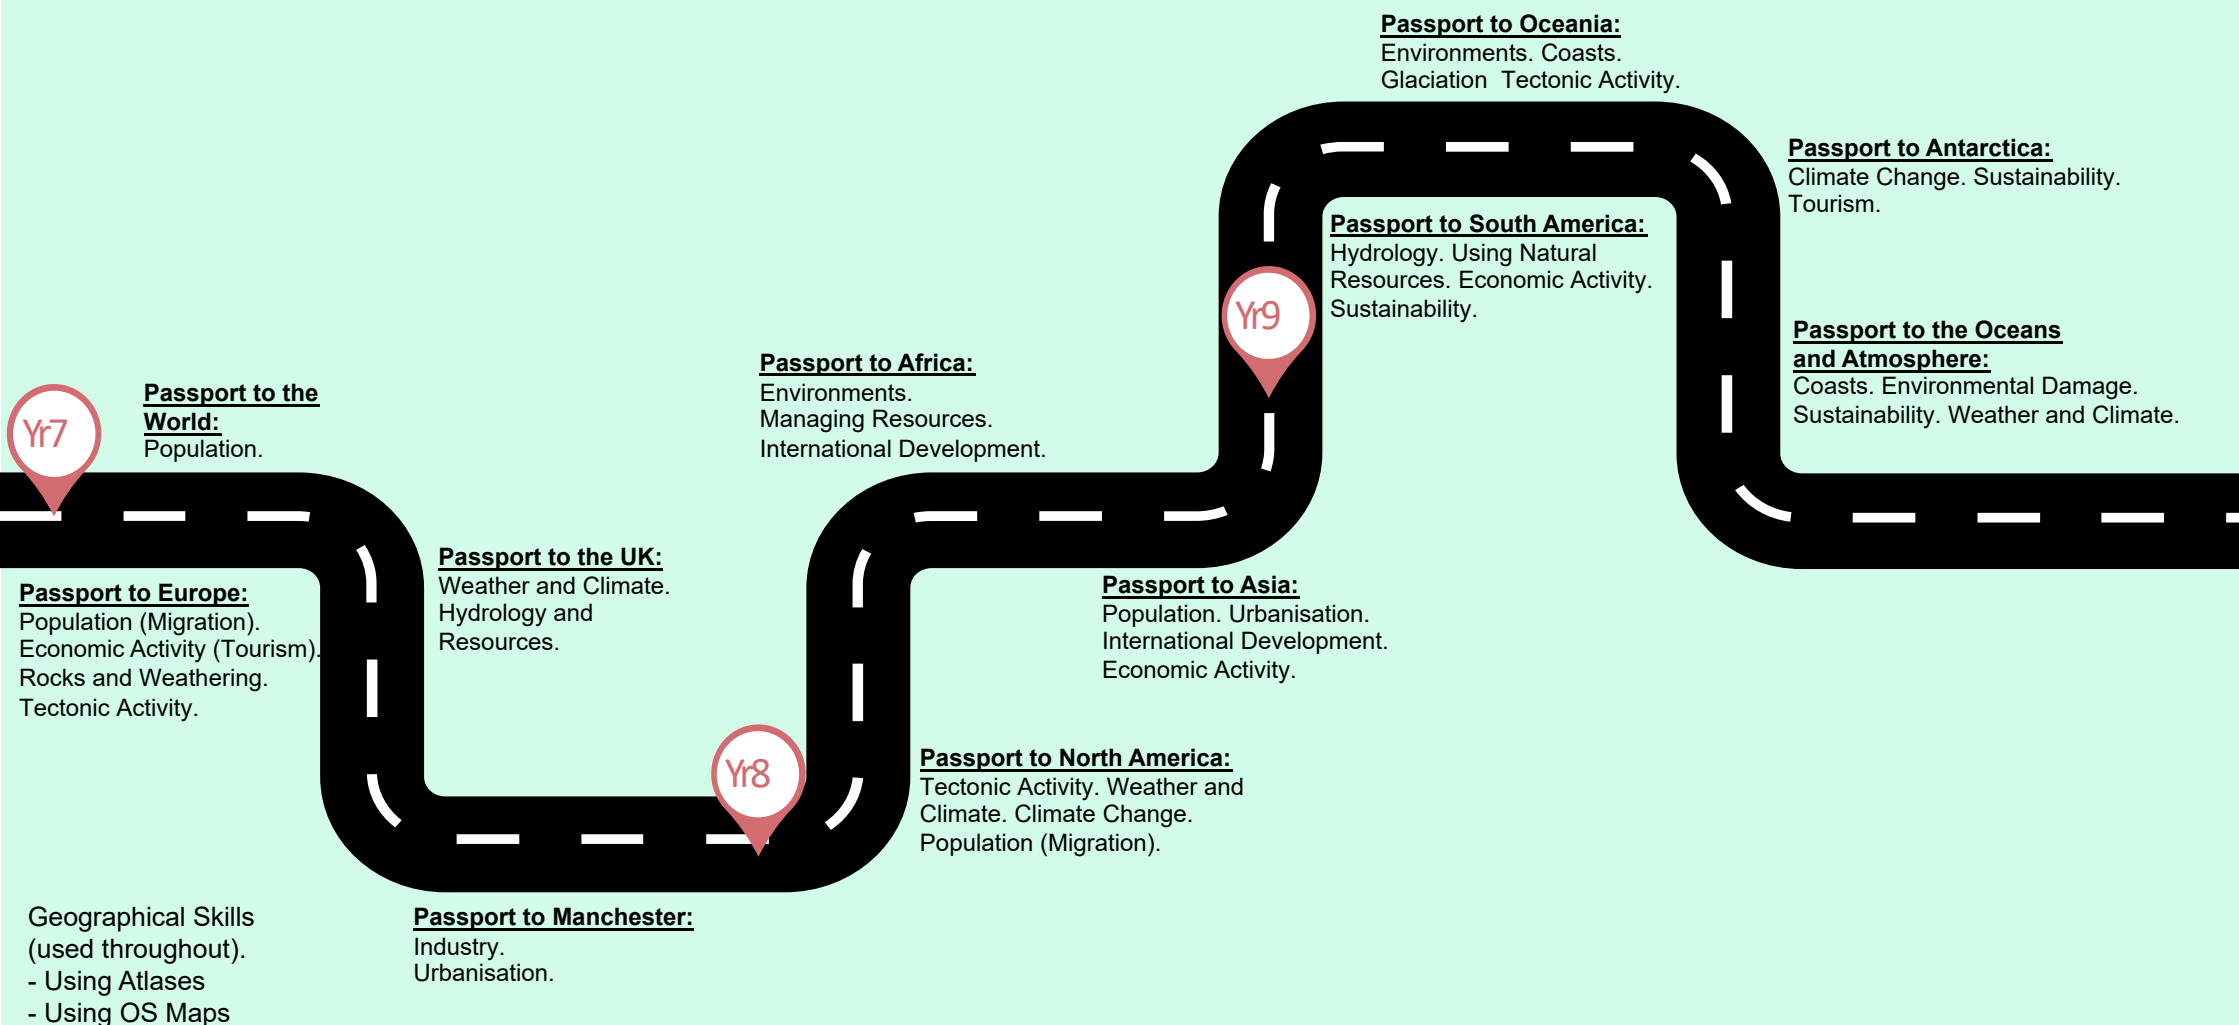 Yr7
Passport to the
World:
Population.
Passport to Europe:
Population (Migration).
Economic Activity (Tourism).
Rocks and Weathering.
Tectonic Activity.
Passport to the UK:
Weather and Climate.
Hydrology and
Resources.
Passport to Manchester:
Industry.
Urbanisation.
Yr8
Passport to North America:
Tectonic Activity. Weather and
Climate. Climate Change.
Population (Migration).
Passport to Africa:
Environments.
Managing Resources.
International Development.
Passport to Asia:
Population. Urbanisation.
International Development.
Economic Activity.
Yr9
Passport to South America:
Hydrology. Using Natural
Resources. Economic Activity.
Sustainability.
Passport to Oceania:
Environments. Coasts.
Glaciation  Tectonic Activity.
Passport to Antarctica:
Climate Change. Sustainability.
Tourism.
Passport to the Oceans
and Atmosphere:
Coasts. Environmental Damage.
Sustainability. Weather and Climate.
Geographical Skills
(used throughout).
- Using Atlases
- Using OS Maps